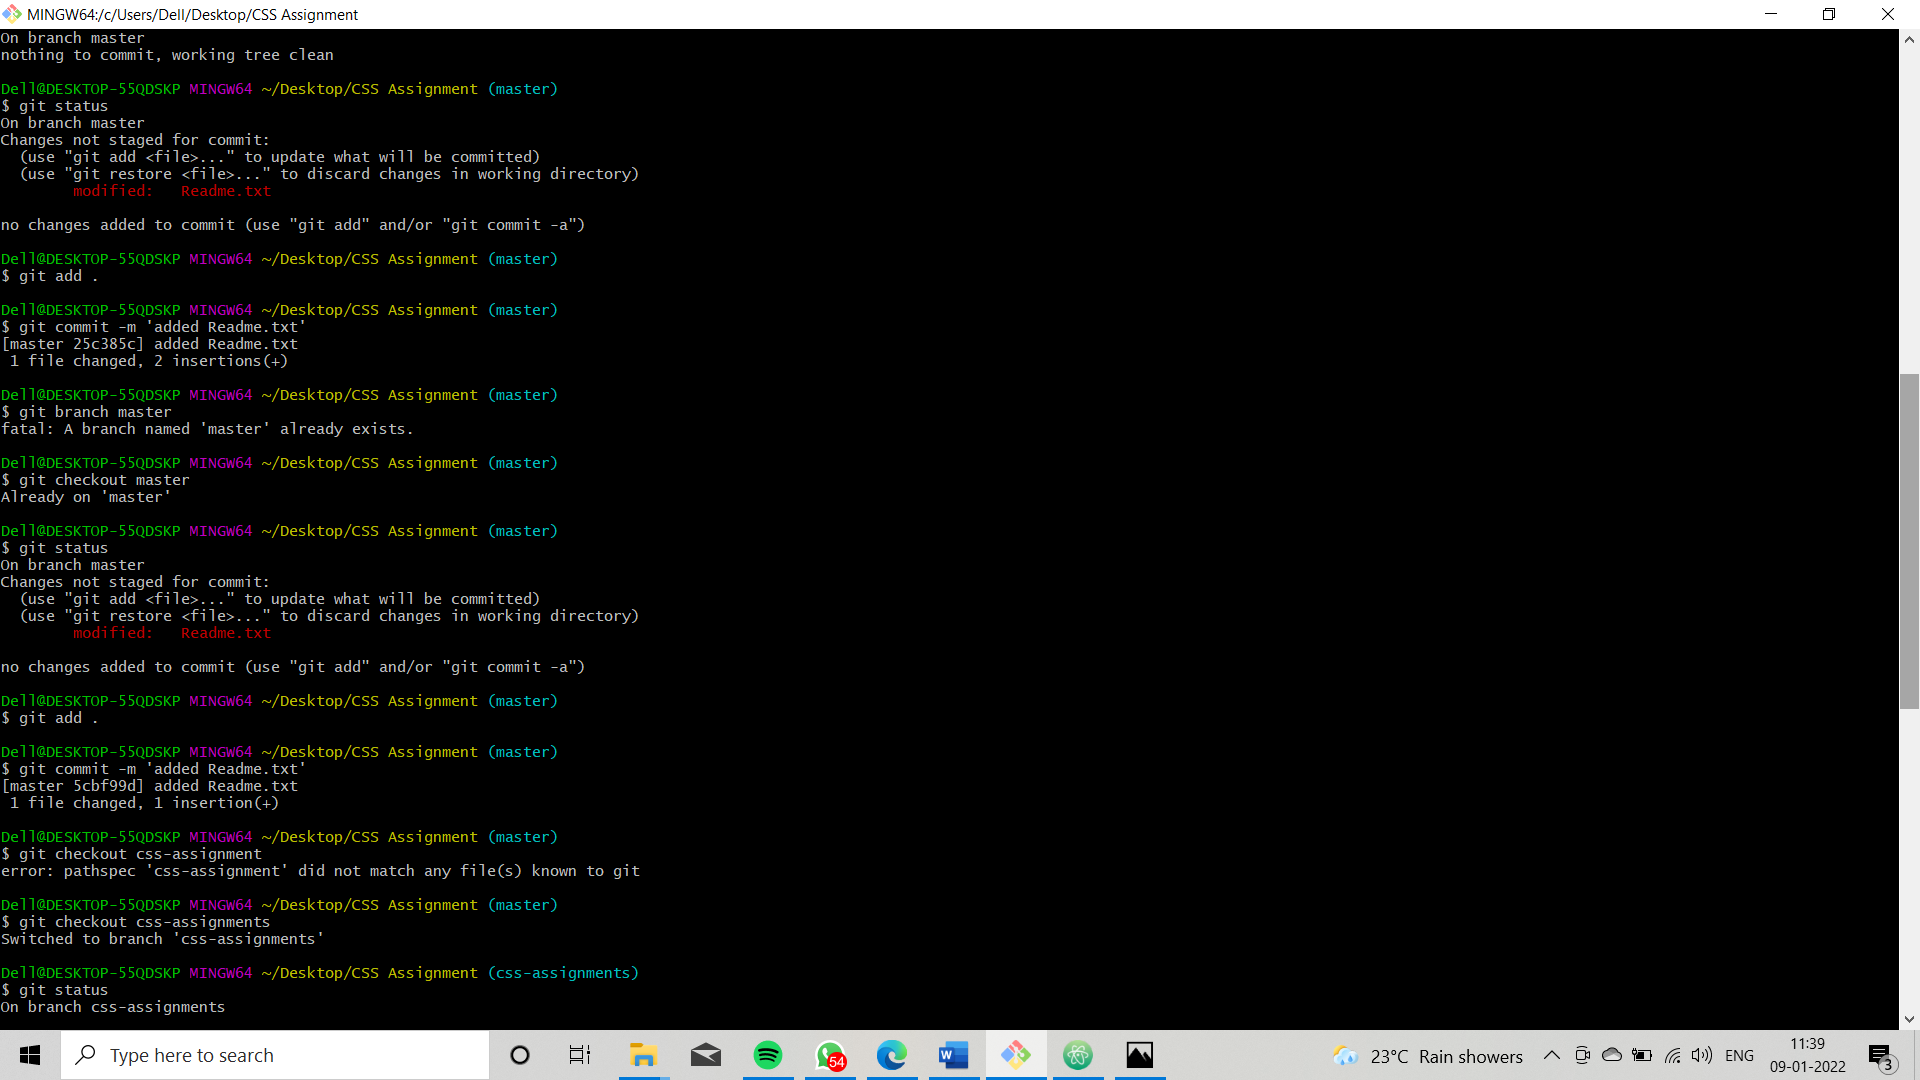 MINGW64:/c/Users/Dell/Desktop/CSS Assignment
On branch master
nothing to commit, working tree clean
Dell@DESKTOP-55QDSKP MINGW64 ~/Desktop/CSS Assignment (master)
$ git status
On branch master
Changes not staged for commit:
  (use "git add <file>..." to update what will be committed)
  (use "git restore <file>..." to discard changes in working directory)
        modified:   Readme.txt
no changes added to commit (use "git add" and/or "git commit -a")
Dell@DESKTOP-55QDSKP MINGW64 ~/Desktop/CSS Assignment (master)
$ git add .
Dell@DESKTOP-55QDSKP MINGW64 ~/Desktop/CSS Assignment (master)
$ git commit -m 'added Readme.txt'
[master 25c385c] added Readme.txt
 1 file changed, 2 insertions(+)
Dell@DESKTOP-55QDSKP MINGW64 ~/Desktop/CSS Assignment (master)
$ git branch master
fatal: A branch named 'master' already exists.
Dell@DESKTOP-55QDSKP MINGW64 ~/Desktop/CSS Assignment (master)
$ git checkout master
Already on 'master'
Dell@DESKTOP-55QDSKP MINGW64 ~/Desktop/CSS Assignment (master)
$ git status
On branch master
Changes not staged for commit:
  (use "git add <file>..." to update what will be committed)
  (use "git restore <file>..." to discard changes in working directory)
        modified:   Readme.txt
no changes added to commit (use "git add" and/or "git commit -a")
Dell@DESKTOP-55QDSKP MINGW64 ~/Desktop/CSS Assignment (master)
$ git add .
Dell@DESKTOP-55QDSKP MINGW64 ~/Desktop/CSS Assignment (master)
$ git commit -m 'added Readme.txt'
[master 5cbf99d] added Readme.txt
 1 file changed, 1 insertion(+)
Dell@DESKTOP-55QDSKP MINGW64 ~/Desktop/CSS Assignment (master)
$ git checkout css-assignment
error: pathspec 'css-assignment' did not match any file(s) known to git
Dell@DESKTOP-55QDSKP MINGW64 ~/Desktop/CSS Assignment (master)
$ git checkout css-assignments
Switched to branch 'css-assignments'
Dell@DESKTOP-55QDSKP MINGW64 ~/Desktop/CSS Assignment (css-assignments)
$ git status
On branch css-assignments
Type here to search
54
W
23°C Rain showers
ENG
11:39
09-01-2022
3